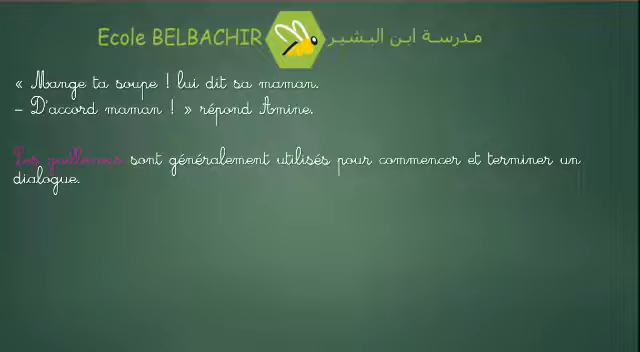 Ecole BELBACHIR مدرسة ابن البشير
« Mange ta soupe ! lui dit sa maman.
– D'accord maman ! » répond Amine.
Les guillemets sont généralement utilisés pour commencer et terminer un
dialogue.